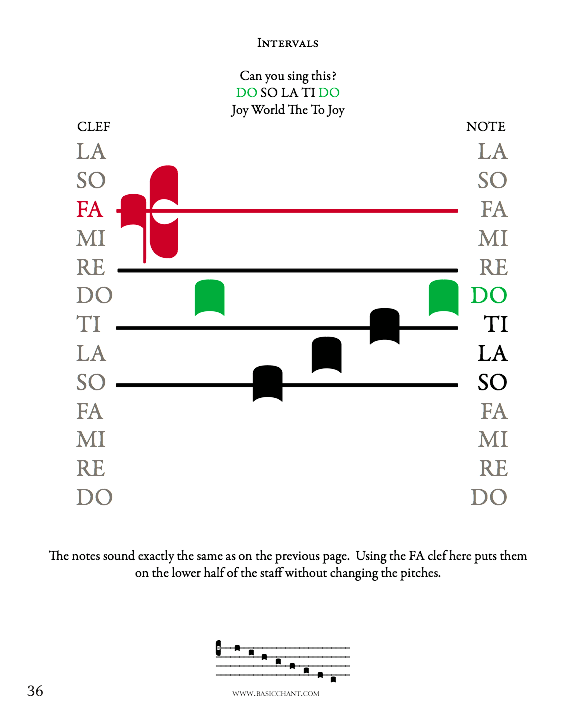 INTERVALS
Can you sing this?
DO SO LA TI DO
Joy World The To Joy
CLEF NOTE
LA LA
SO SO
FA FA
MI MI
RE RE
DO DO
TI TI
LA LA
SO SO
FA FA
MI MI
RE RE
DO DO
The notes sound exactly the same as on the previous page. Using the FA clef here puts them
on the lower half of the staff without changing the pitches.
36
WWW.BASICCHANT.COM